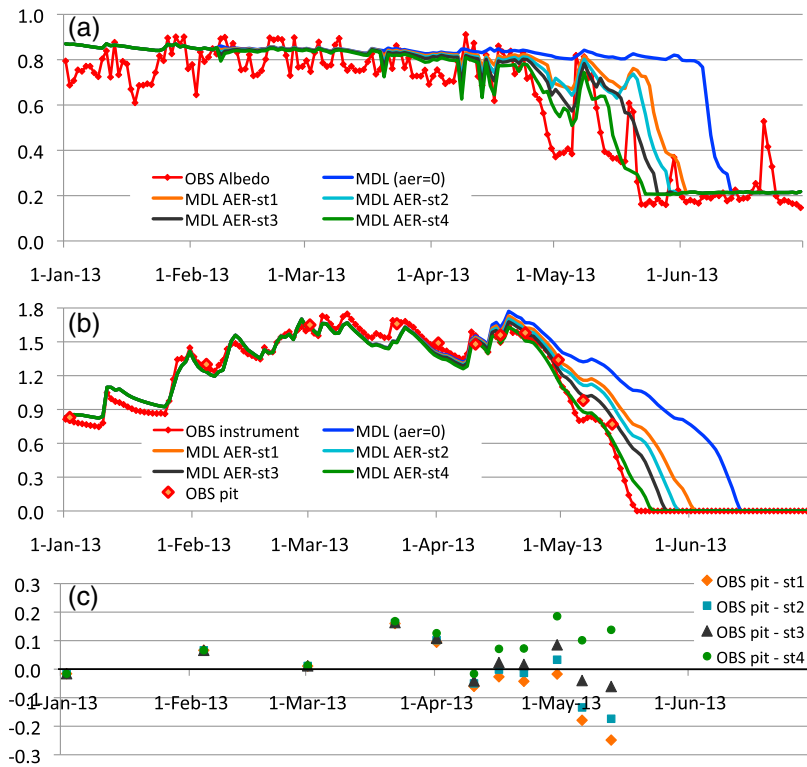 (a)
1.0
0.8
0.6
0.4
0.2
0.0
OBS Albedo
MDL (aer=0)
MDL AER-st1
MDL AER-st2
MDL AER-st3
MDL AER-st4
1-Jan-13 1-Feb-13 1-Mar-13 1-Apr-13 1-May-13 1-Jun-13
(b)
1.8
1.5
1.2
0.9
0.6
0.3
0.0
OBS instrument
MDL (aer=0)
MDL AER-st1
MDL AER-st2
MDL AER-st3
MDL AER-st4
OBS pit
1-Jan-13 1-Feb-13 1-Mar-13 1-Apr-13 1-May-13 1-Jun-13
(c)
0.3
0.2
0.1
0.0
-0.1
-0.2
-0.3
OBS pit - st1
OBS pit - st2
OBS pit - st3
OBS pit - st4
1-Jan-13 1-Feb-13 1-Mar-13 1-Apr-13 1-May-13 1-Jun-13